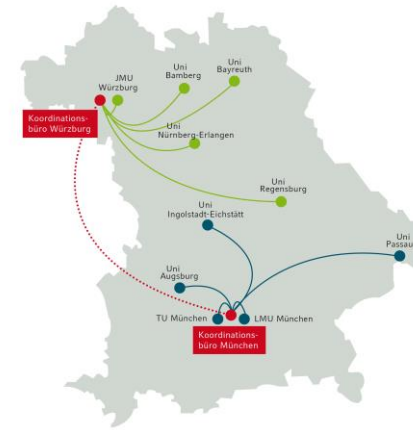 Uni
Bayreuth
Uni
Bamberg
JMU
Würzburg
Koordinations-
büro Würzburg
Uni
Nürnberg-Erlangen
Uni
Regensburg
Uni
Ingolstadt-Eichstätt
Uni
Passau
Uni
Augsburg
TU München
LMU München
Koordinations-
büro München